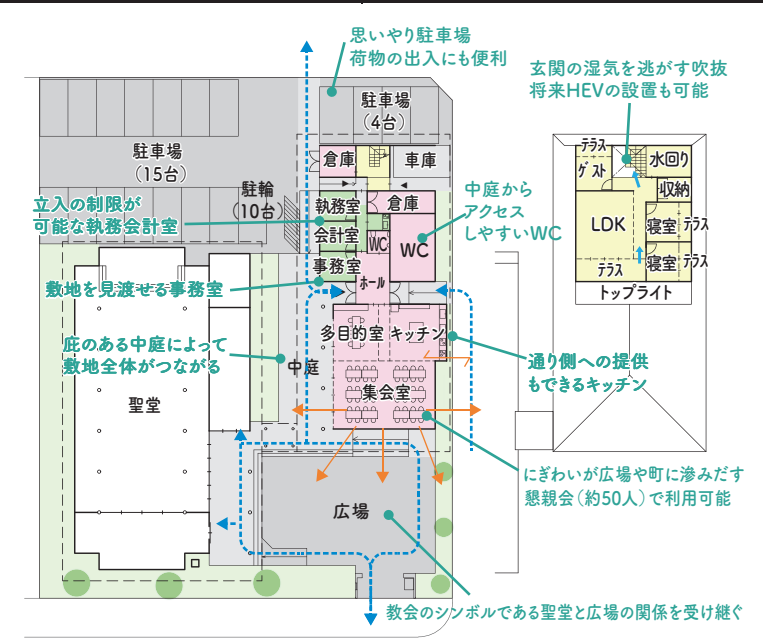 思いやり駐車場
荷物の出入にも便利
玄関の湿気を逃がす吹抜
将来HEVの設置も可能
駐車場
（4台）
駐車場
（15台）
倉庫
車庫
テラス
ゲスト
水回り
収納
LDK
寝室
テラス
寝室
テラス
テラス
トップライト
駐輪
（10台）
立入の制限が
可能な執務会計室
執務室
倉庫
会計室
WC
WC
事務室
ホール
中庭から
アクセス
しやすいWC
敷地を見渡せる事務室
庇のある中庭によって
敷地全体がつながる
多目的室
キッチン
中庭
集会室
聖堂
通り側への提供
もできるキッチン
にぎわいが広場や町に滲みだす
懇親会（約50人）で利用可能
広場
教会のシンボルである聖堂と広場の関係を受け継ぐ